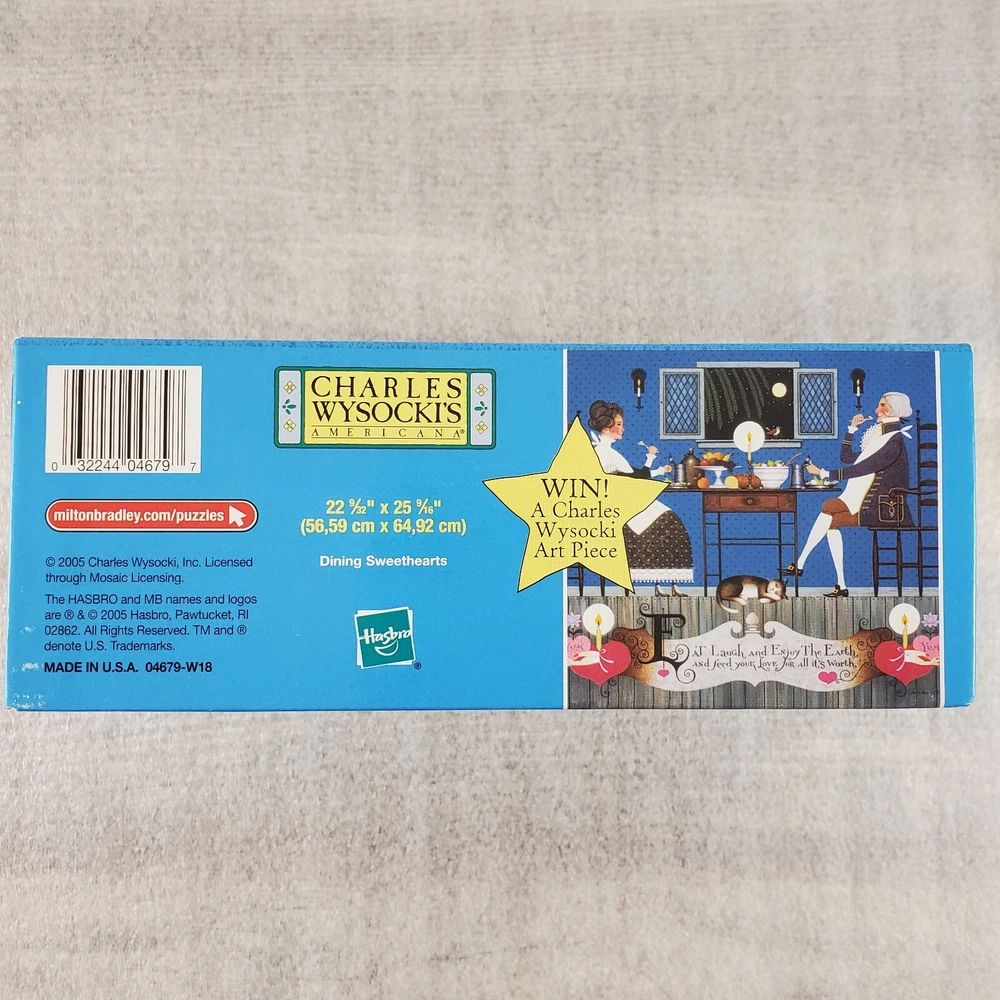 0 32244 04679 7
miltonbradley.com/puzzles
© 2005 Charles Wysocki, Inc. Licensed
through Mosaic Licensing.
The HASBRO and MB names and logos
are ® & © 2005 Hasbro, Pawtucket, RI
02862. All Rights Reserved. TM and ®
denote U.S. Trademarks.
MADE IN U.S.A. 04679-W18
CHARLES
WYSOCKI'S
AMERICANA®
22 9/32" x 25 9/16"
(56,59 cm x 64,92 cm)
Dining Sweethearts
Hasbro®
WIN!
A Charles
Wysocki
Art Piece
EAT Laugh and Enjoy The Earth,
and feed your Love for all it's Worth.
YUM